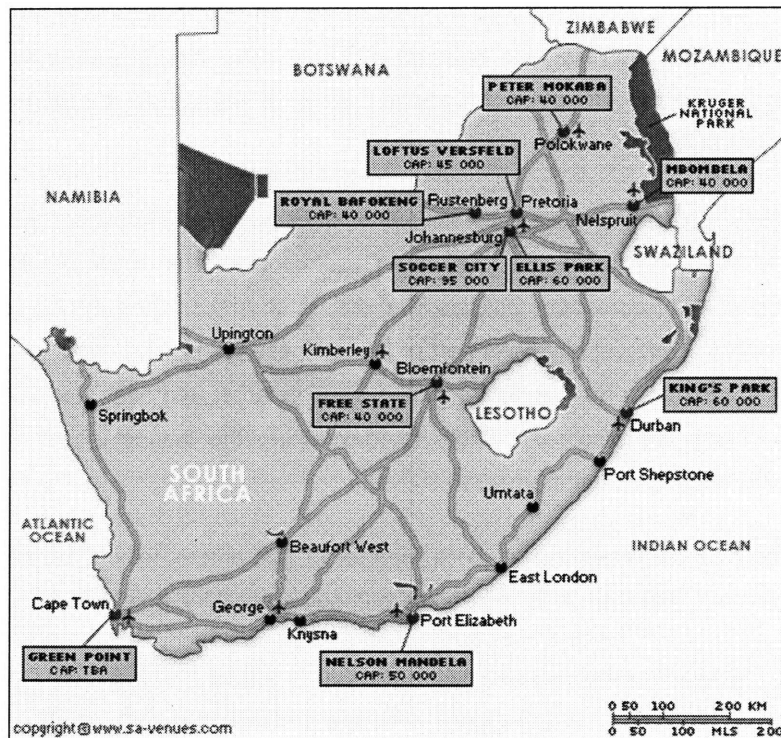 ZIMBABWE
MOZAMBIQUE
BOTSWANA
PETER MOKABA
CAP: 40 000
KRUGER
NATIONAL
PARK
Polokwane
LOFTUS VERSFELD
CAP: 45 000
MBOMBELA
CAP: 40 000
NAMIBIA
ROYAL BAFOKENG
CAP: 40 000
Rustenberg
Pretoria
Nelspruit
Johannesburg
SWAZILAND
SOCCER CITY
CAP: 95 000
ELLIS PARK
CAP: 60 000
Upington
Kimberley
Bloemfontein
FREE STATE
CAP: 40 000
LESOTHO
KING'S PARK
CAP: 60 000
Durban
Springbok
SOUTH
AFRICA
Port Shepstone
Umtata
ATLANTIC
OCEAN
INDIAN OCEAN
Beaufort West
East London
Cape Town
George
Knysna
Port Elizabeth
GREEN POINT
CAP: TBA
NELSON MANDELA
CAP: 50 000
copyright@www.sa-venues.com
0 50 100 200 KM
0 50 100 MLS 200